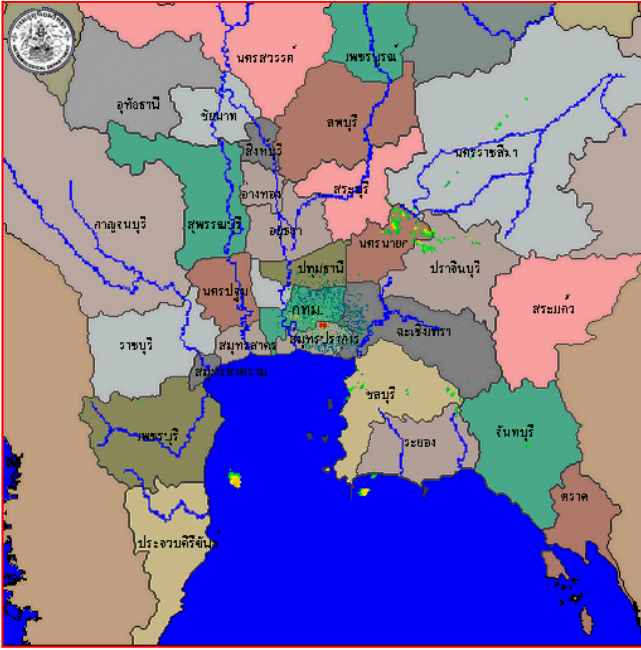 นครสวรรค์
เพชรบูรณ์
อุทัยธานี
ชัยนาท
ลพบุรี
สิงห์บุรี
นครราชสีมา
อ่างทอง
สระบุรี
กาญจนบุรี
สุพรรณบุรี
อยุธยา
นครนายก
ปราจีนบุรี
ปทุมธานี
นครปฐม
กทม.
สระแก้ว
ราชบุรี
สมุทรสาคร
สมุทรปราการ
ฉะเชิงเทรา
สมุทรสงคราม
ชลบุรี
เพชรบุรี
ระยอง
จันทบุรี
ตราด
ประจวบคีรีขันธ์